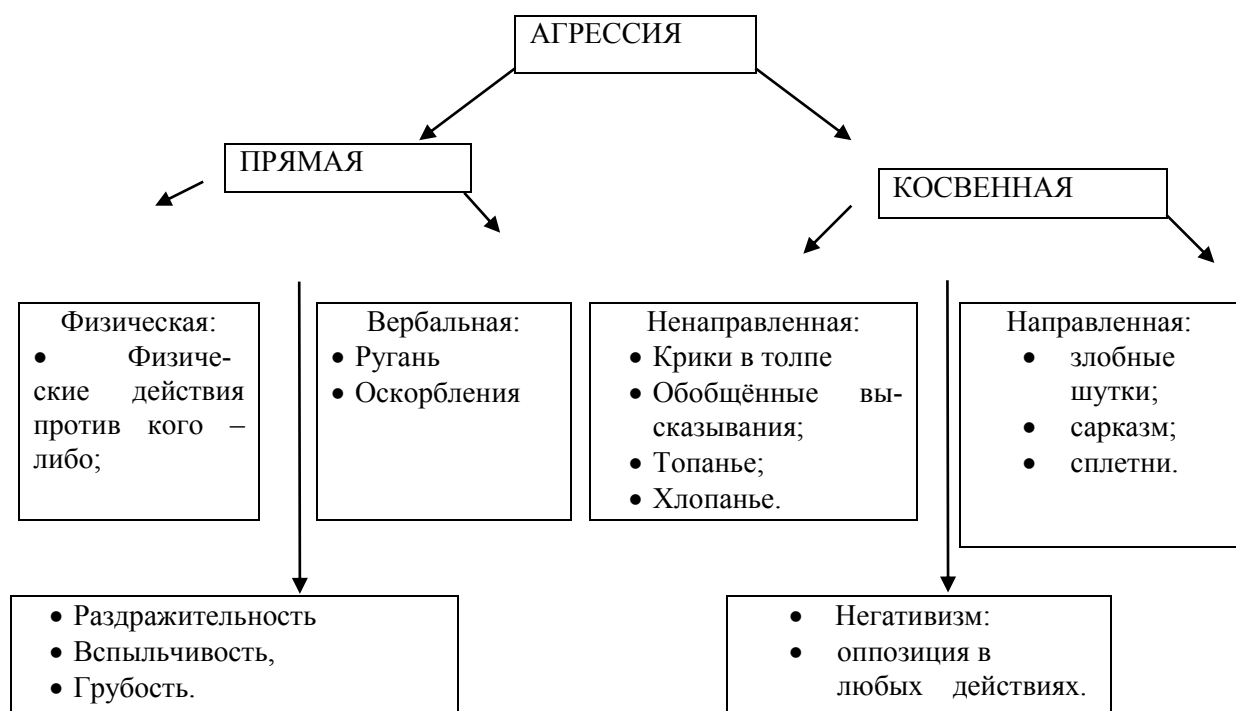 АГРЕССИЯ
ПРЯМАЯ
КОСВЕННАЯ
Физическая:
• Физиче-
ские действия
против кого –
либо;
Вербальная:
• Ругань
• Оскорбления
Ненаправленная:
• Крики в толпе
• Обобщённые вы-
сказывания;
• Топанье;
• Хлопанье.
Направленная:
• злобные
шутки;
• сарказм;
• сплетни.
• Раздражительность
• Вспыльчивость,
• Грубость.
• Негативизм:
• оппозиция в
любых действиях.